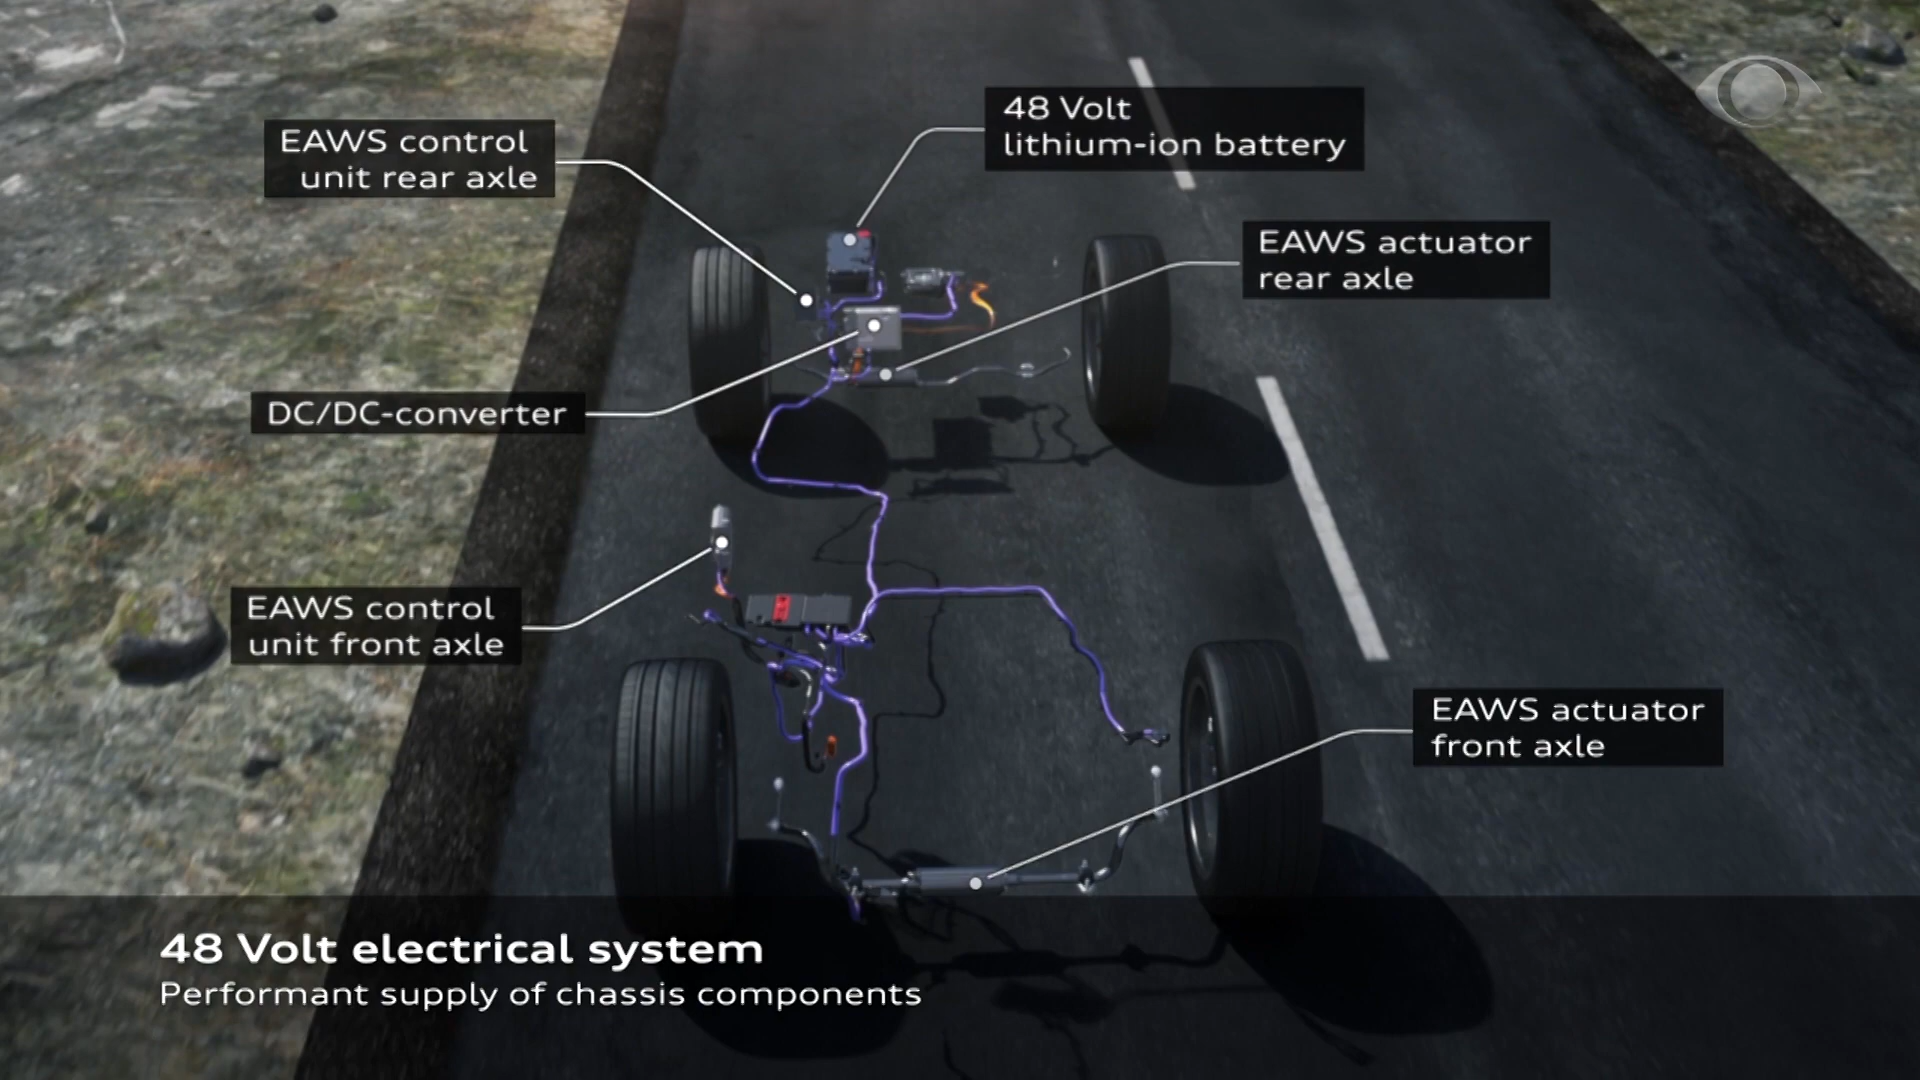 48 Volt
lithium-ion battery
EAWS control
unit rear axle
EAWS actuator
rear axle
DC/DC-converter
EAWS control
unit front axle
EAWS actuator
front axle
48 Volt electrical system
Performant supply of chassis components